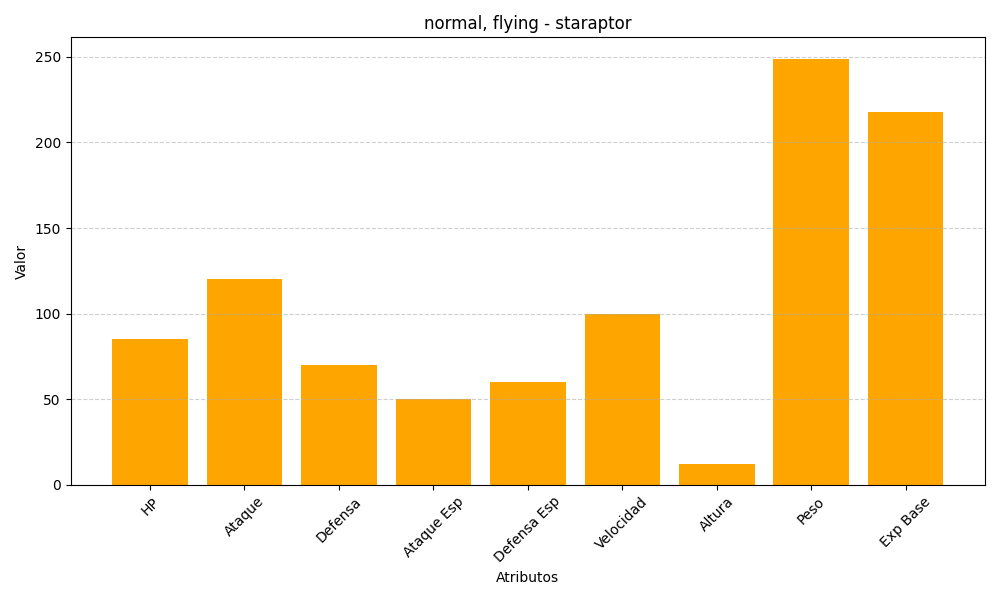 normal, flying - staraptor
Valor
250
200
150
100
50
0
HP
Ataque
Defensa
Ataque Esp
Defensa Esp
Velocidad
Altura
Peso
Exp Base
Atributos